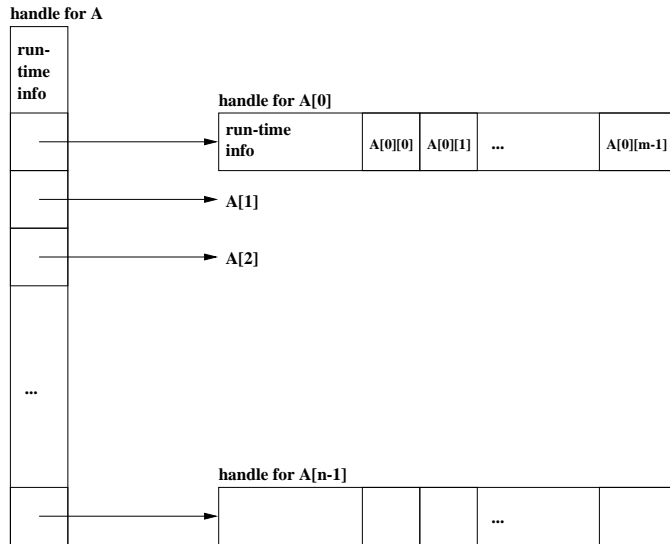 handle for A
run-
time
info
handle for A[0]
run-time
info
A[0][0]
A[0][1]
...
A[0][m-1]
A[1]
A[2]
...
handle for A[n-1]
...